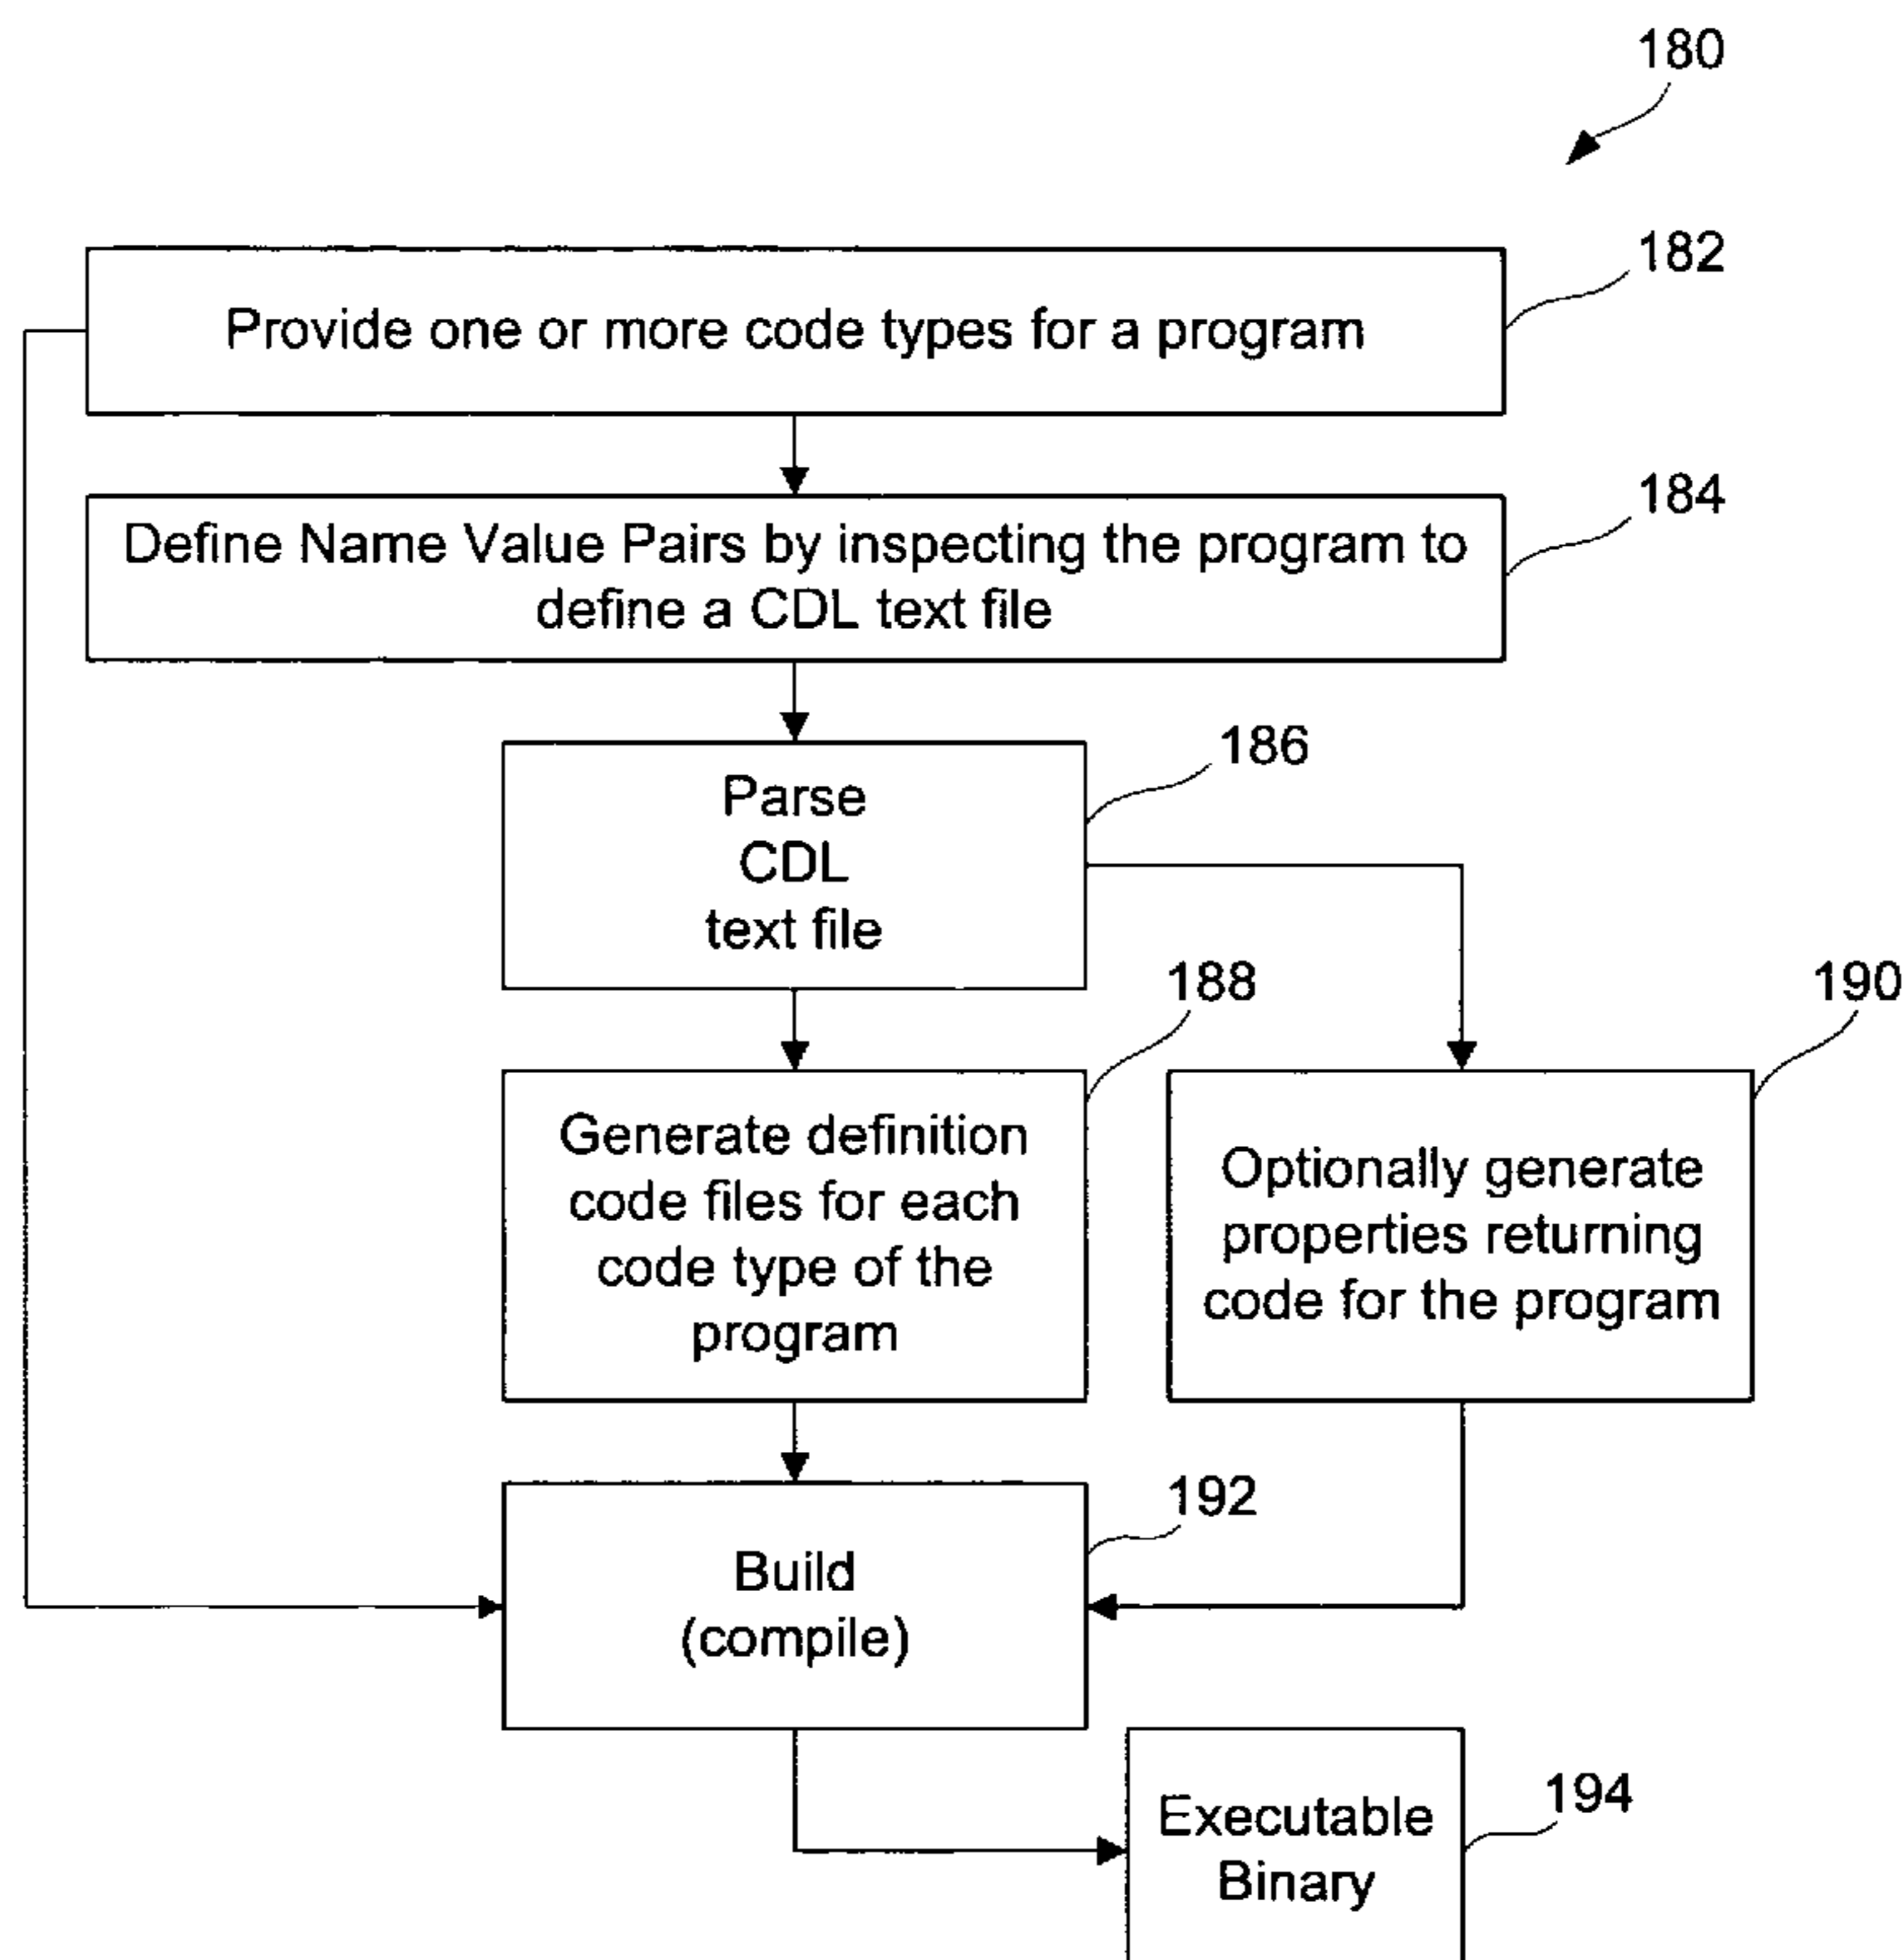 180
182
Provide one or more code types for a program
184
Define Name Value Pairs by inspecting the program to
define a CDL text file
186
Parse
CDL
text file
188
190
Generate definition
code files for each
code type of the
program
Optionally generate
properties returning
code for the program
192
Build
(compile)
194
Executable
Binary